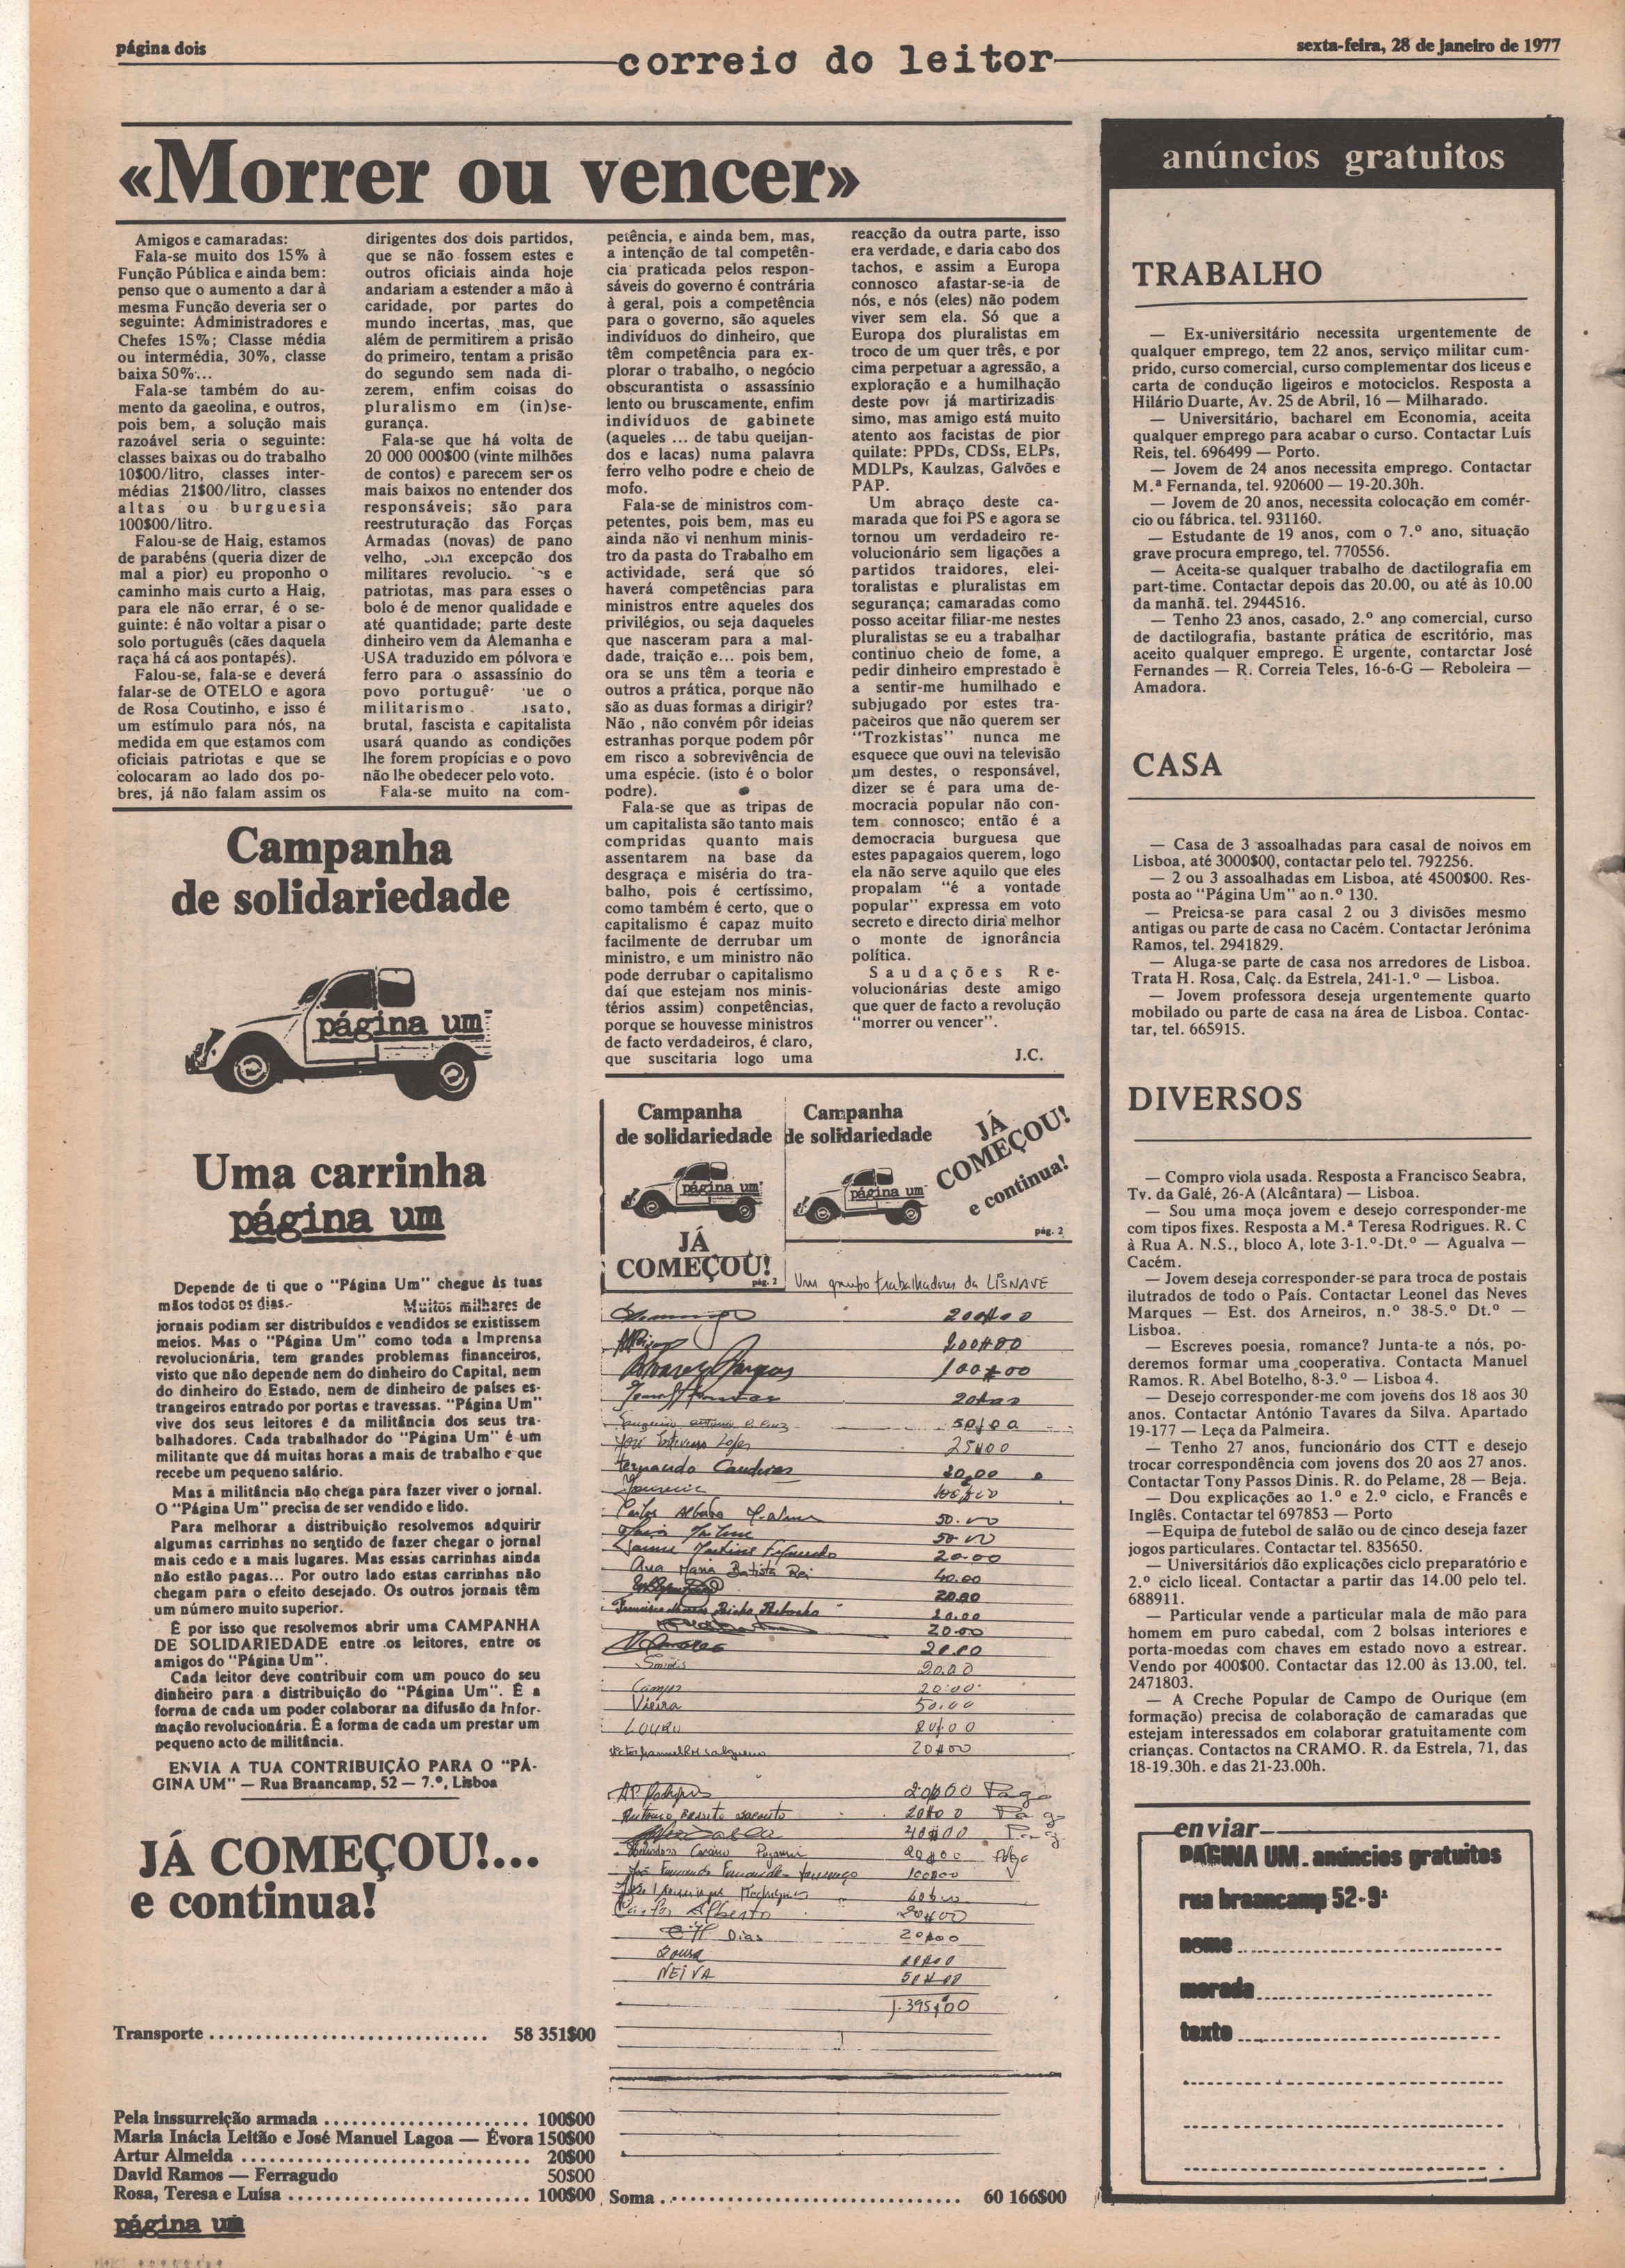 página dois
correio do leitor
sexta-feira, 28 de janeiro de 1977
«Morrer ou vencer»
Amigos e camaradas:
Fala-se muito dos 15% à
Função Pública e ainda bem:
penso que o aumento a dar à
mesma Função deveria ser o
seguinte: Administradores e
Chefes 15%; Classe média
ou intermédia, 30%, classe
baixa 50%...
Fala-se também do au-
mento da gaeolina, e outros,
pois bem, a solução mais
razoável seria o seguinte:
classes baixas ou do trabalho
10$00/litro, classes inter-
médias 21$00/litro, classes
altas ou burguesia
100$00/litro.
Falou-se de Haig, estamos
de parabéns (queria dizer de
mal a pior) eu proponho o
caminho mais curto a Haig,
para ele não errar, é o se-
guinte: é não voltar a pisar o
solo português (cães daquela
raça há cá aos pontapés).
Falou-se, fala-se e deverá
falar-se de OTELO e agora
de Rosa Coutinho, e isso é
um estímulo para nós, na
medida em que estamos com
oficiais patriotas e que se
colocaram ao lado dos po-
bres, já não falam assim os
dirigentes dos dois partidos,
que se não fossem estes e
outros oficiais ainda hoje
andariam a estender a mão à
caridade, por partes do
mundo incertas, mas, que
além de permitirem a prisão
do primeiro, tentam a prisão
do segundo sem nada di-
zerem, enfim coisas do
pluralismo em (in)se-
gurança.
Fala-se que há volta de
20 000 000$00 (vinte milhões
de contos) e parecem ser os
mais baixos no entender dos
responsáveis; são para
reestruturação das Forças
Armadas (novas) de pano
velho, excepção dos
militares e
patriotas, mas para esses o
bolo é de menor qualidade e
até quantidade; parte deste
dinheiro vem da Alemanha e
USA traduzido em pólvora e
ferro para o assassínio do
povo o
militarismo
brutal, fascista e capitalista
usará quando as condições
lhe forem propícias e o povo
não lhe obedecer pelo voto.
Fala-se muito na com-
petência, e ainda bem, mas,
a intenção de tal competên-
cia praticada pelos respon-
sáveis do governo é contrária
à geral, pois a competência
para o governo, são aqueles
indivíduos do dinheiro, que
têm competência para ex-
plorar o trabalho, o negócio
obscurantista o assassínio
lento ou bruscamente, enfim
indivíduos de gabinete
(aqueles ... de tabu queijan-
dos e lacas) numa palavra
ferro velho podre e cheio de
mofo.
Fala-se de ministros com-
petentes, pois bem, mas eu
ainda não vi nenhum minis-
tro da pasta do Trabalho em
actividade, será que só
haverá competências para
ministros entre aqueles dos
privilégios, ou seja daqueles
que nasceram para a mal-
dade, traição e... pois bem,
ora se uns têm a teoria e
outros a prática, porque não
são as duas formas a dirigir?
Não , não convém pôr ideias
estranhas porque podem pôr
em risco a sobrevivência de
uma espécie. (isto é o bolor
podre).
Fala-se que as tripas de
um capitalista são tanto mais
compridas quanto mais
assentarem na base da
desgraça e miséria do tra-
balho, pois é certíssimo,
como também é certo, que o
capitalismo é capaz muito
facilmente de derrubar um
ministro, e um ministro não
pode derrubar o capitalismo
daí que estejam nos minis-
térios assim) conpetências,
porque se houvesse ministros
de facto verdadeiros, é claro,
que suscitaria logo uma
reacção da outra parte, isso
era verdade, e daria cabo dos
tachos, e assim a Europa
connosco afastar-se-ia de
nós, e nós (eles) não podem
viver sem ela. Só que a
Europa dos pluralistas em
troco de um quer três, e por
cima perpetuar a agressão, a
exploração e a humilhação
deste já martirizadis
simo, mas amigo está muito
atento aos facistas de pior
quilate: PPDs, CDSs, ELPs,
MDLPs, Kaulzas, Galvões e
PAP.
Um abraço deste ca-
marada que foi PS e agora se
tornou um verdadeiro re-
volucionário sem ligações a
partidos traidores, elei-
toralistas e pluralistas em
segurança; camaradas como
posso aceitar filiar-me nestes
pluralistas se eu a trabalhar
continuo cheio de fome, a
pedir dinheiro emprestado e
a sentir-me humilhado e
subjugado por estes tra-
paceiros que não querem ser
"Trozkistas" nunca me
esquece que ouvi na televisão
um destes, o responsável,
dizer se é para uma de-
mocracia popular não con-
tem connosco; então é a
democracia burguesa que
estes papagaios querem, logo
ela não serve aquilo que eles
propalam "é a vontade
popular" expressa em voto
secreto e directo diria melhor
o monte de ignorância
política.
Saudações Re-
volucionárias deste amigo
que quer de facto a revolução
"morrer ou vencer".
J.C.
Campanha
de solidariedade
página um
Uma carrinha
página um
Depende de ti que o "Página Um" chegue às tuas
mãos todos os dias. Muitos milhares de
jornais podiam ser distribuídos e vendidos se existissem
meios. Mas o "Página Um" como toda a Imprensa
revolucionária, tem grandes problemas financeiros,
visto que não depende nem do dinheiro do Capital, nem
do dinheiro do Estado, nem de dinheiro de países es-
trangeiros entrado por portas e travessas. "Página Um"
vive dos seus leitores e da militância dos seus tra-
balhadores. Cada trabalhador do "Página Um" é um
militante que dá muitas horas a mais de trabalho e que
recebe um pequeno salário.
Mas a militância não chega para fazer viver o jornal.
O "Página Um" precisa de ser vendido e lido.
Para melhorar a distribuição resolvemos adquirir
algumas carrinhas no sentido de fazer chegar o jornal
mais cedo e a mais lugares. Mas essas carrinhas ainda
não estão pagas... Por outro lado estas carrinhas não
chegam para o efeito desejado. Os outros jornais têm
um número muito superior.
É por isso que resolvemos abrir uma CAMPANHA
DE SOLIDARIEDADE entre os leitores, entre os
amigos do "Página Um".
Cada leitor deve contribuir com um pouco do seu
dinheiro para a distribuição do "Página Um". É a
forma de cada um poder colaborar na difusão da Infor-
mação revolucionária. É a forma de cada um prestar um
pequeno acto de militância.
ENVIA A TUA CONTRIBUIÇÃO PARA O "PÁ-
GINA UM" — Rua Braancamp, 52 — 7.º, Lisboa
JÁ COMEÇOU!...
e continua!
Transporte .............................. 58 351$00
Pela inssurreição armada ...................... 100$00
Maria Inácia Leitão e José Manuel Lagoa — Évora 150$00
Artur Almeida ............................... 20$00
David Ramos — Ferragudo 50$00
Rosa, Teresa e Luísa .......................... 100$00
página um
Campanha
de solidariedade
página um
JÁ
COMEÇOU!
pág. 2
Campanha
de solidariedade
página um
JÁ
COMEÇOU!
e continua!
pág. 2
Um grupo trabalhadores da LISNAVE
200$00
200$00
100$00
20$00
50$00
José Lopes 25$00
Fernando 20,00
100$00
Carlos Albano 50.00
50.00
20.00
Ana Maria Batista Rei 40.00
20.00
20.00
20.00
20.00
20.00
Campos 20.00
Vieira 50.00
Louro 20$00
20$00
20$00 Pago
António 20$00 Pago
40$00 Pago
20$00 Pago
100$00
Carlos Alberto 20$00
Dias 20$00
Sousa
NEIVA 50$00
1.395$00
Soma ................................ 60 166$00
anúncios gratuitos
TRABALHO
— Ex-universitário necessita urgentemente de
qualquer emprego, tem 22 anos, serviço militar cum-
prido, curso comercial, curso complementar dos liceus e
carta de condução ligeiros e motociclos. Resposta a
Hilário Duarte, Av. 25 de Abril, 16 — Milharado.
— Universitário, bacharel em Economia, aceita
qualquer emprego para acabar o curso. Contactar Luís
Reis, tel. 696499 — Porto.
— Jovem de 24 anos necessita emprego. Contactar
M.ª Fernanda, tel. 920600 — 19-20.30h.
— Jovem de 20 anos, necessita colocação em comér-
cio ou fábrica, tel. 931160.
— Estudante de 19 anos, com o 7.º ano, situação
grave procura emprego, tel. 770556.
— Aceita-se qualquer trabalho de dactilografia em
part-time. Contactar depois das 20.00, ou até às 10.00
da manhã. tel. 2944516.
— Tenho 23 anos, casado, 2.º ano comercial, curso
de dactilografia, bastante prática de escritório, mas
aceito qualquer emprego. É urgente, contarctar José
Fernandes — R. Correia Teles, 16-6-G — Reboleira —
Amadora.
CASA
— Casa de 3 assoalhadas para casal de noivos em
Lisboa, até 3000$00, contactar pelo tel. 792256.
— 2 ou 3 assoalhadas em Lisboa, até 4500$00. Res-
posta ao "Página Um" ao n.º 130.
— Preicsa-se para casal 2 ou 3 divisões mesmo
antigas ou parte de casa no Cacém. Contactar Jerónima
Ramos, tel. 2941829.
— Aluga-se parte de casa nos arredores de Lisboa.
Trata H. Rosa, Calç. da Estrela, 241-1.º — Lisboa.
— Jovem professora deseja urgentemente quarto
mobilado ou parte de casa na área de Lisboa. Contac-
tar, tel. 665915.
DIVERSOS
— Compro viola usada. Resposta a Francisco Seabra,
Tv. da Galé, 26-A (Alcântara) — Lisboa.
— Sou uma moça jovem e desejo corresponder-me
com tipos fixes. Resposta a M.ª Teresa Rodrigues. R. C
à Rua A. N.S., bloco A, lote 3-1.º-Dt.º — Agualva —
Cacém.
— Jovem deseja corresponder-se para troca de postais
ilutrados de todo o País. Contactar Leonel das Neves
Marques — Est. dos Arneiros, n.º 38-5.º Dt.º —
Lisboa.
— Escreves poesia, romance? Junta-te a nós, po-
deremos formar uma cooperativa. Contacta Manuel
Ramos. R. Abel Botelho, 8-3.º — Lisboa 4.
— Desejo corresponder-me com jovens dos 18 aos 30
anos. Contactar António Tavares da Silva. Apartado
19-177 — Leça da Palmeira.
— Tenho 27 anos, funcionário dos CTT e desejo
trocar correspondência com jovens dos 20 aos 27 anos.
Contactar Tony Passos Dinis. R. do Pelame, 28 — Beja.
— Dou explicações ao 1.º e 2.º ciclo, e Francês e
Inglês. Contactar tel 697853 — Porto
—Equipa de futebol de salão ou de cinco deseja fazer
jogos particulares. Contactar tel. 835650.
— Universitários dão explicações ciclo preparatório e
2.º ciclo liceal. Contactar a partir das 14.00 pelo tel.
688911.
— Particular vende a particular mala de mão para
homem em puro cabedal, com 2 bolsas interiores e
porta-moedas com chaves em estado novo a estrear.
Vendo por 400$00. Contactar das 12.00 às 13.00, tel.
2471803.
— A Creche Popular de Campo de Ourique (em
formação) precisa de colaboração de camaradas que
estejam interessados em colaborar gratuitamente com
crianças. Contactos na CRAMO. R. da Estrela, 71, das
18-19.30h. e das 21-23.00h.
enviar
PÁGINA UM - anúncios gratuitos
rua braancamp 52-9º
nome
morada
texto